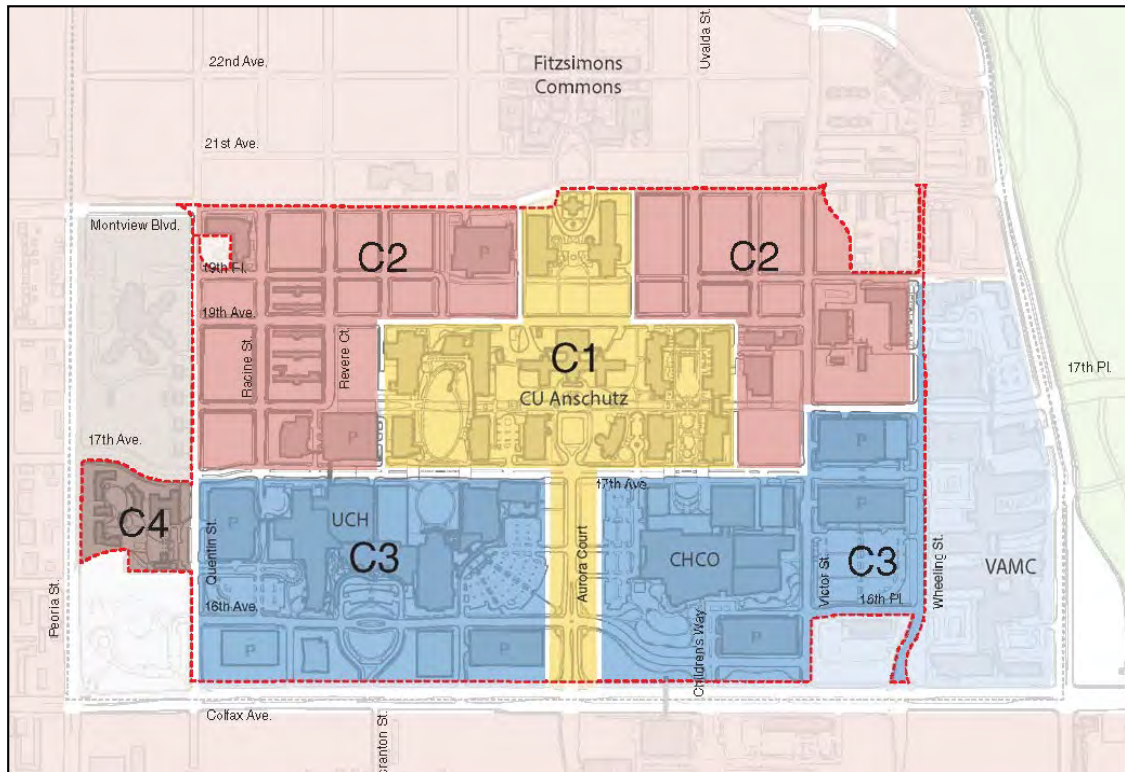 Uvalda St.
22nd Ave.
Fitzsimons
Commons
21st Ave.
Montview Blvd.
C2
P
C2
19th Pl.
19th Ave.
Racine St.
Revere Ct.
C1
CU Anschutz
17th Pl.
17th Ave.
P
P
17th Ave.
C4
Quentin St.
P
UCH
C3
Aurora Court
CHCO
P
Victor St.
C3
Wheeling St.
VAMC
Peoria St.
16th Ave.
16th Pl.
P
P
P
Children's Way
Colfax Ave.
cranton St.